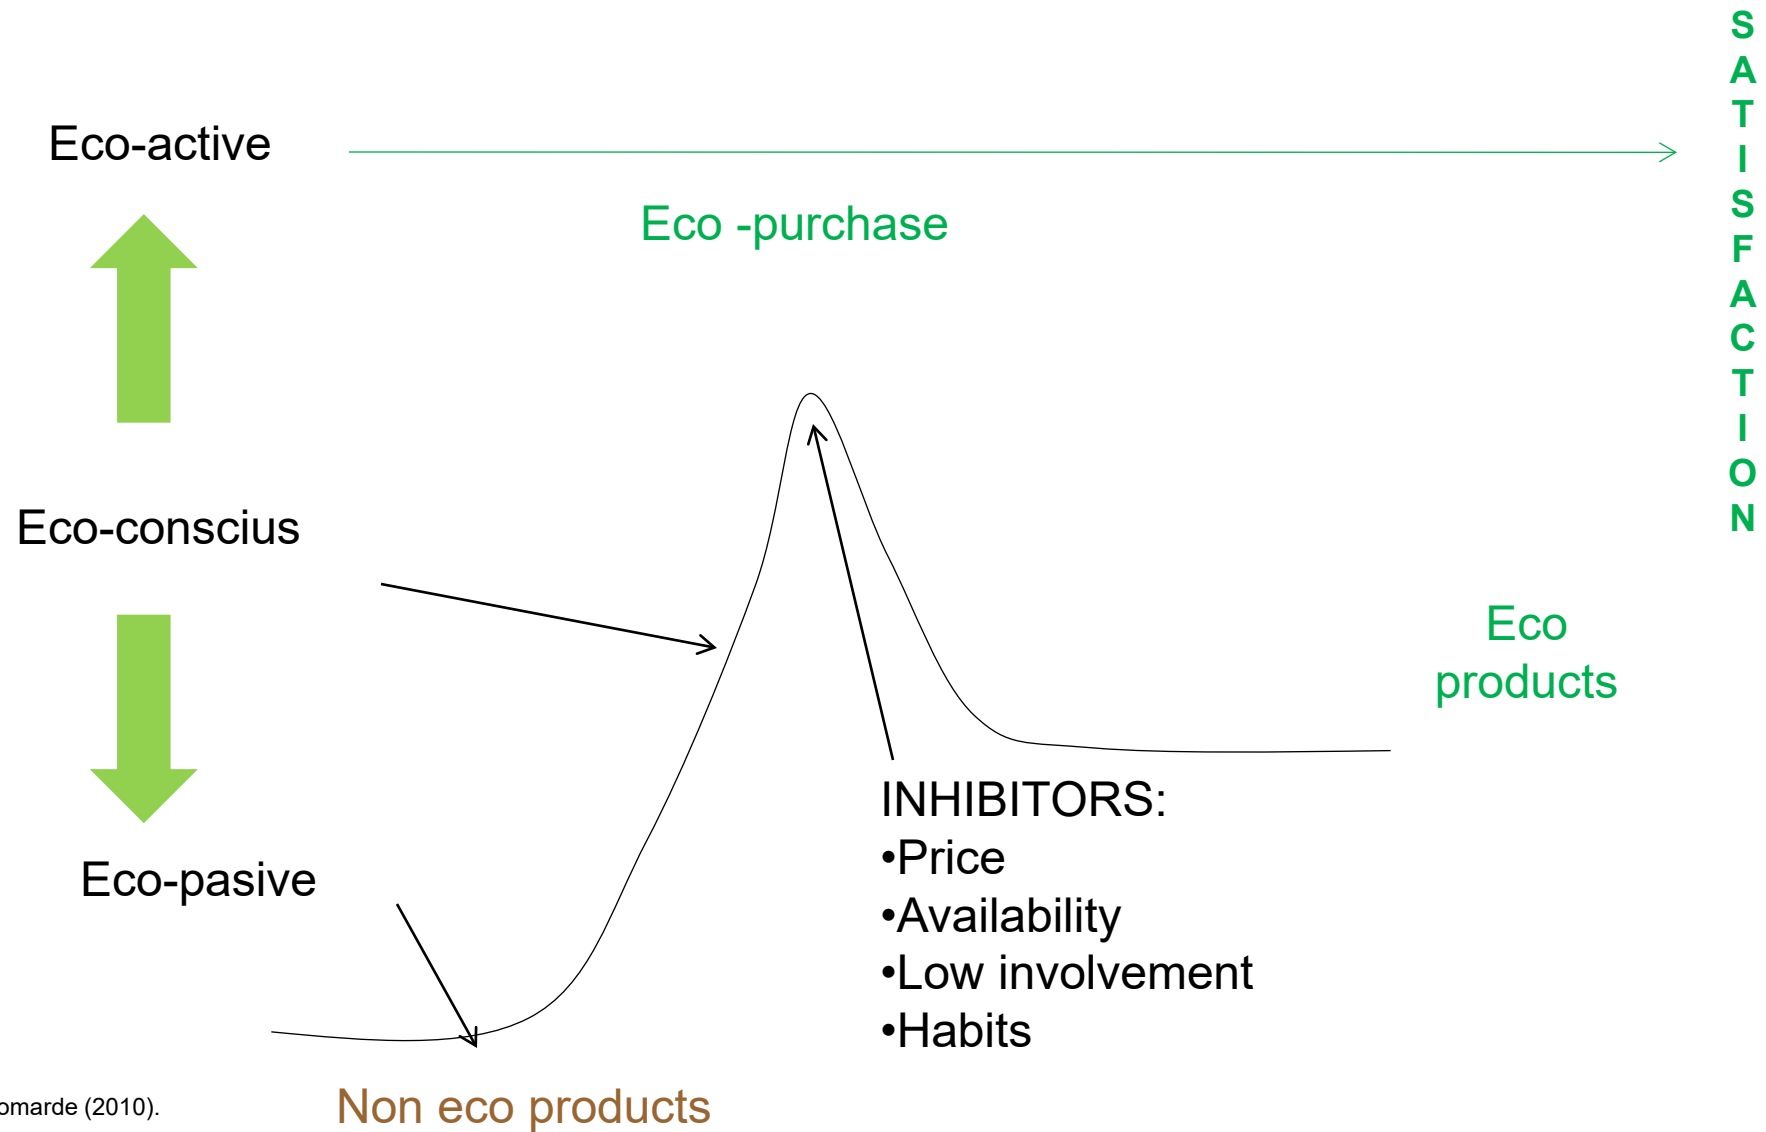 S
A
T
I
S
F
A
C
T
I
O
N
Eco-active
Eco -purchase
Eco-conscius
Eco
products
INHIBITORS:
•Price
•Availability
•Low involvement
•Habits
Eco-pasive
Non eco products
omarde (2010).